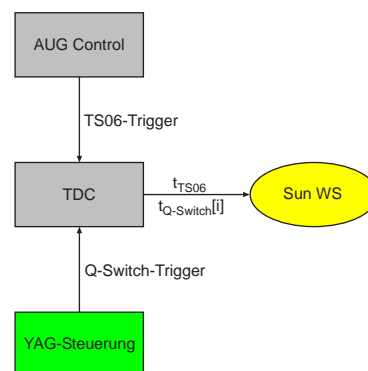 AUG Control
TS06-Trigger
TDC
tTS06
tQ-Switch[i]
Sun WS
Q-Switch-Trigger
YAG-Steuerung